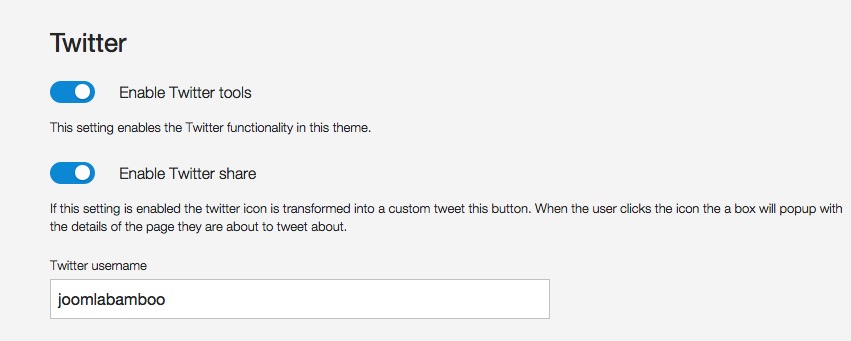 Twitter
Enable Twitter tools
This setting enables the Twitter functionality in this theme.
Enable Twitter share
If this setting is enabled the twitter icon is transformed into a custom tweet this button. When the user clicks the icon the a box will popup with
the details of the page they are about to tweet about.
Twitter username
joomlabamboo